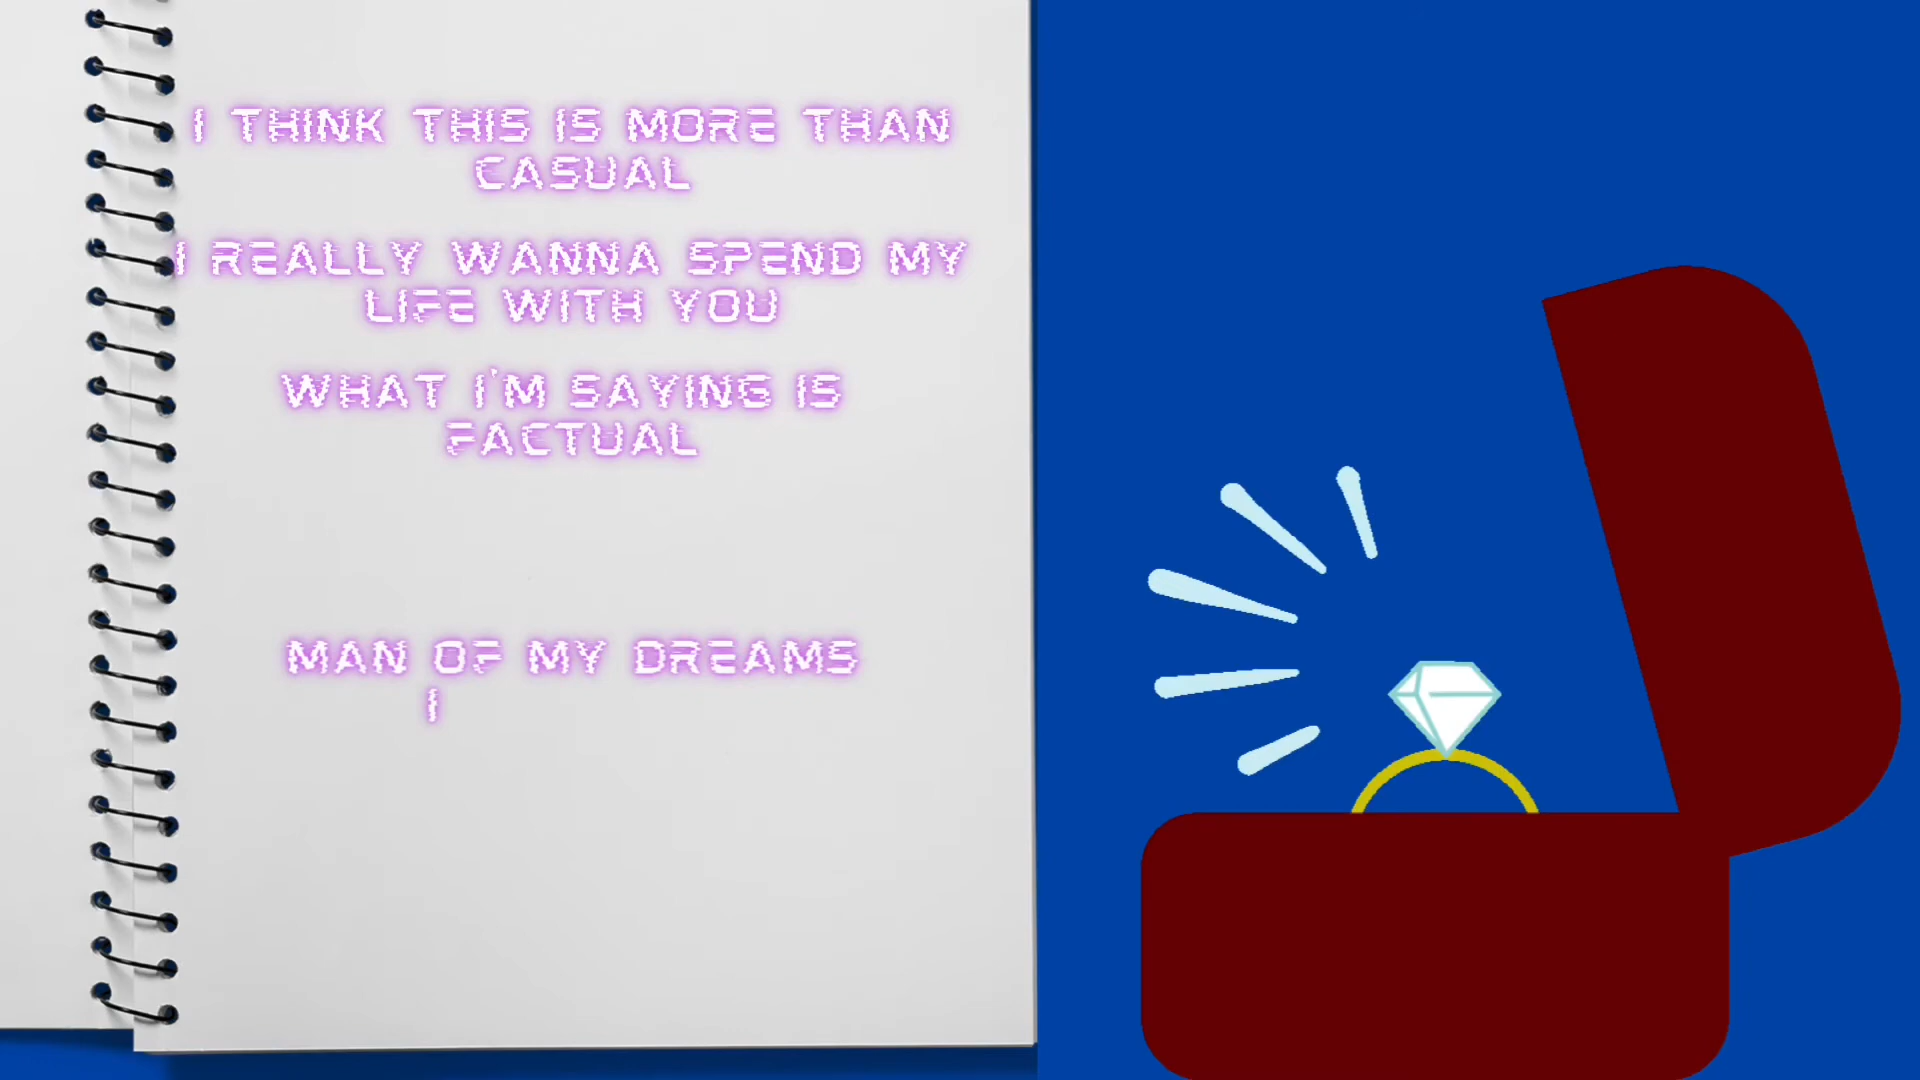 I THINK THIS IS MORE THAN
CASUAL
I REALLY WANNA SPEND MY
LIFE WITH YOU
WHAT I'M SAYING IS
FACTUAL
MAN OF MY DREAMS
I